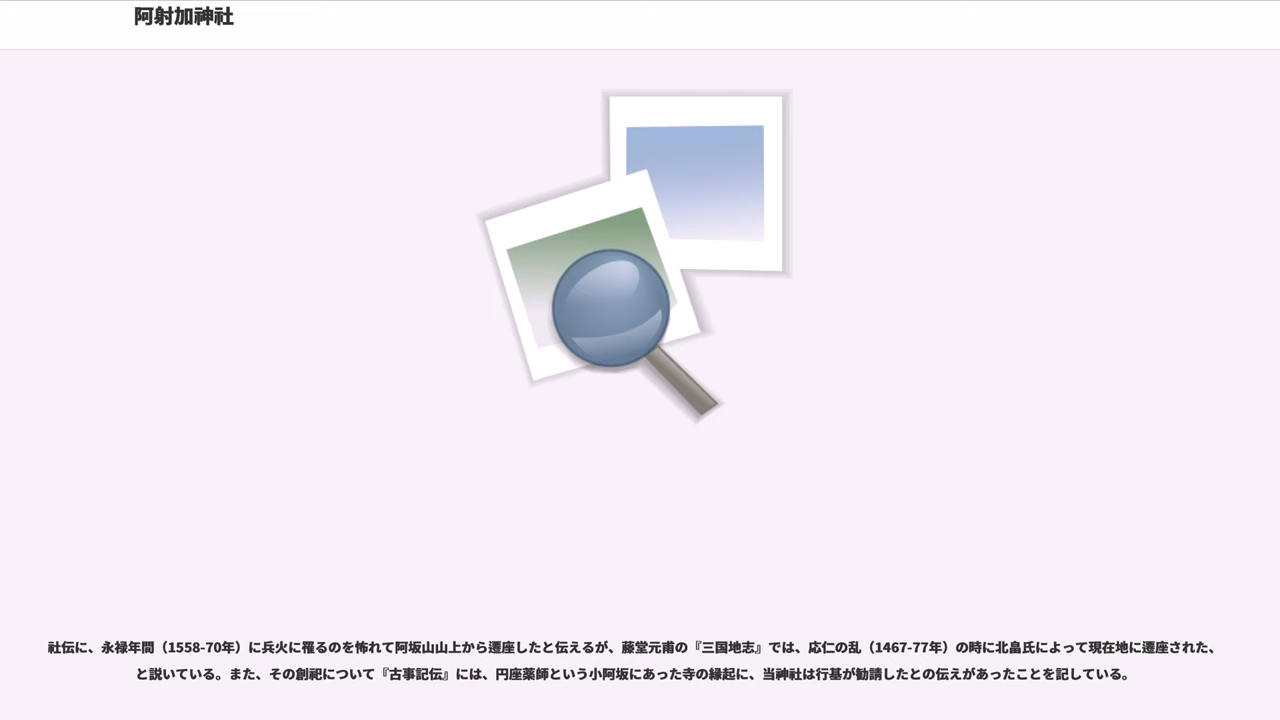 阿射加神社
社伝に、永禄年間（1558-70年）に兵火に罹るのを怖れて阿坂山山上から遷座したと伝えるが、藤堂元甫の『三国地志』では、応仁の乱（1467-77年）の時に北畠氏によって現在地に遷座された、
と説いている。また、その創祀について『古事記伝』には、円座薬師という小阿坂にあった寺の縁起に、当神社は行基が勧請したとの伝えがあったことを記している。